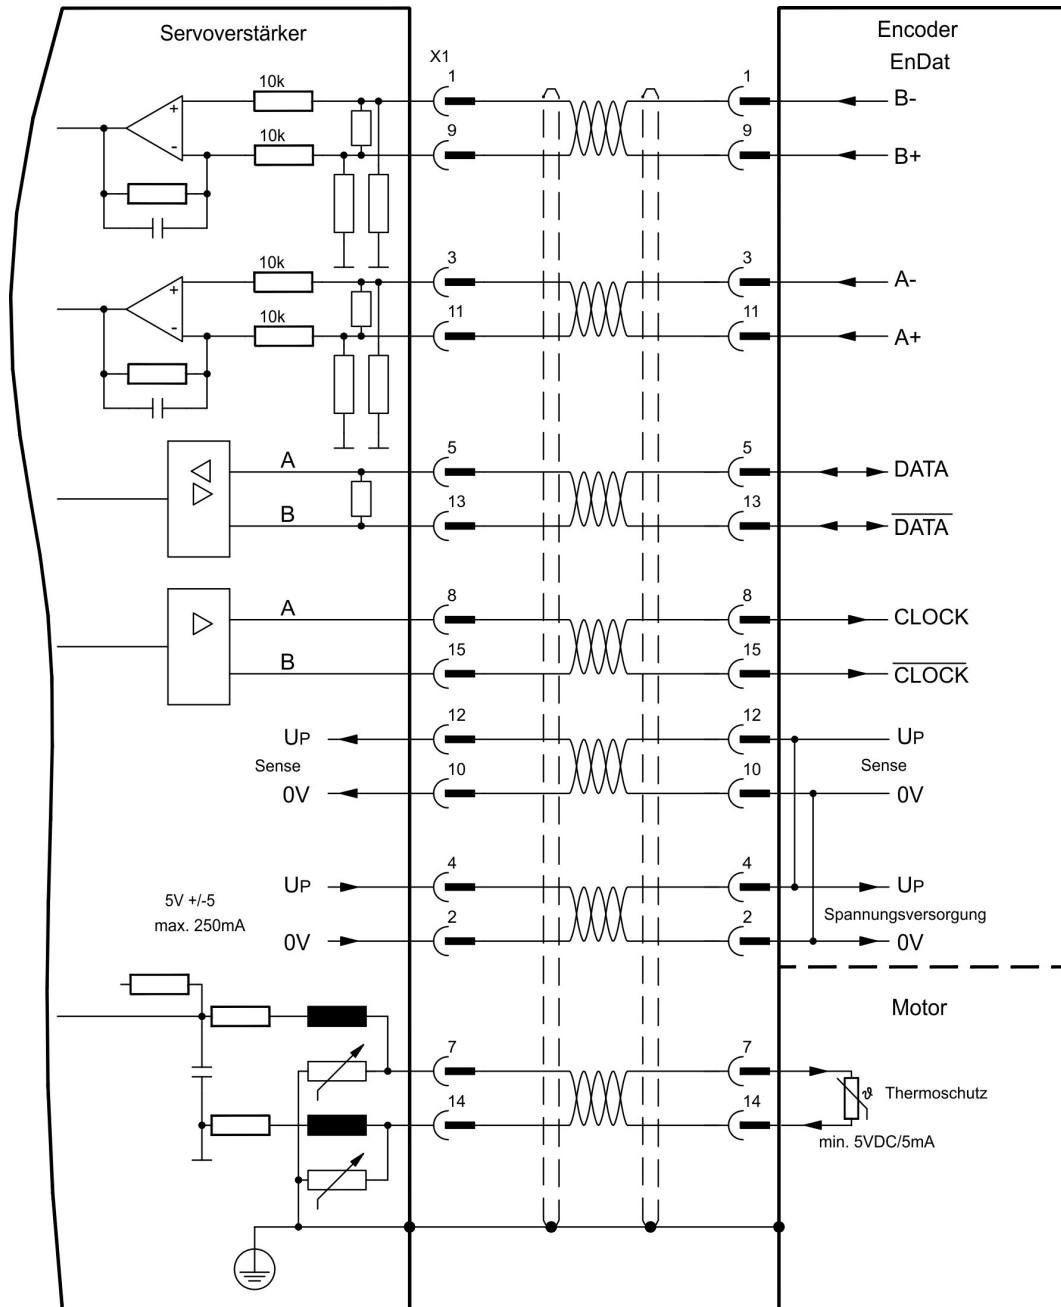 Servoverstärker
Encoder
EnDat
X1
10k
1
1
B-
10k
9
9
B+
+
-
10k
3
3
A-
10k
11
11
A+
+
-
A
5
5
DATA
B
13
13
DATA
A
8
8
CLOCK
B
15
15
CLOCK
UP
12
12
UP
Sense
Sense
0V
10
10
0V
UP
4
4
UP
5V +/-5
max. 250mA
Spannungsversorgung
0V
2
2
0V
Motor
7
7
ϑ Thermoschutz
14
14
min. 5VDC/5mA